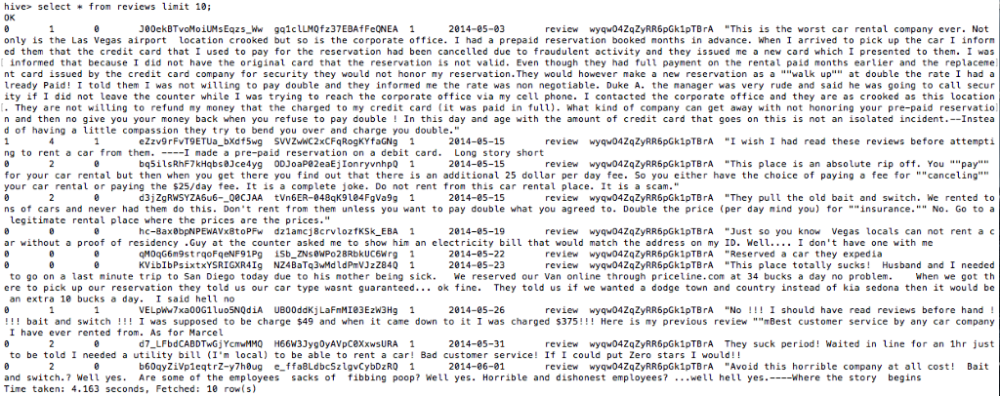 hive> select * from reviews limit 10;
OK
0 1 0 J0OekBTvoMoiUMsEqzs_Ww gq1clLMQfz37EBAfFeQNEA 1 2014-05-03 review wyqwO4ZqZyRR6pGk1pTBrA "This is the worst car rental company ever. Not
only is the Las Vegas airport location crooked but so is the corporate office. I had a prepaid reservation booked months in advance. When I arrived to pick up the car I inform
ed them that the credit card that I used to pay for the reservation had been cancelled due to fraudulent activity and they issued me a new card which I presented to them. I was
informed that because I did not have the original card that the reservation is not valid. Even though they had full payment on the rental paid months earlier and the replaceme
nt card issued by the credit card company for security they would not honor my reservation.They would however make a new reservation as a ""walk up"" at double the rate I had a
lready Paid! I told them I was not willing to pay double and they informed me the rate was non negotiable. Duke A. the manager was very rude and said he was going to call secur
ity if I did not leave the counter while I was trying to reach the corporate office via my cell phone. I contacted the corporate office and they are as crooked as this location
. They are not willing to refund my money that the charged to my credit card (it was paid in full). What kind of company can get away with not honoring your pre-paid reservatio
n and then no give you your money back when you refuse to pay double ! In this day and age with the amount of credit card that goes on this is not an isolated incident.--Instea
d of having a little compassion they try to bend you over and charge you double."
1 4 1 eZzv9rFvT9ETUa_bXdf5wg SVVZwWC2xCFqRogKYfaGNg 1 2014-05-15 review wyqwO4ZqZyRR6pGk1pTBrA "I wish I had read these reviews before attempti
ng to rent a car from them. ----I made a pre-paid reservation on a debit card. Long story short
0 2 0 bq5ilsRhF7kHqbs0Jce4yg ODJoaP02eaEjIonryvnhpQ 1 2014-05-15 review wyqwO4ZqZyRR6pGk1pTBrA "This place is an absolute rip off. You ""pay""
for your car rental but then when you get there you find out that there is an additional 25 dollar per day fee. So you either have the choice of paying a fee for ""canceling""
your car rental or paying the $25/day fee. It is a complete joke. Do not rent from this car rental place. It is a scam."
0 2 0 d3jZgRWSYZA6u6-_Q0CJAA tVn6ER-048qK9l04FgVa9g 1 2014-05-15 review wyqwO4ZqZyRR6pGk1pTBrA "They pull the old bait and switch. We rented to
ns of cars and never had them do this. Don't rent from them unless you want to pay double what you agreed to. Double the price (per day mind you) for ""insurance."" No. Go to a
legitimate rental place where the prices are the prices."
0 0 0 hc-Bax0bpNPEWAVxBtoPFw dz1amcj8crvlozfKSk_EBA 1 2014-05-19 review wyqwO4ZqZyRR6pGk1pTBrA "Just so you know Vegas locals can not rent a c
ar without a proof of residency .Guy at the counter asked me to show him an electricity bill that would match the address on my ID. Well.... I don't have one with me
0 0 0 qMOqG6m9strqoFqeNF91Pg iSb_ZNs0WPo28RbkUC6Wrg 1 2014-05-22 review wyqwO4ZqZyRR6pGk1pTBrA "Reserved a car they expedia
0 0 0 KVibIbPsixtxYSRIGXR4Ig NZ4BaTq3wMdldPmVJzZ84Q 1 2014-05-23 review wyqwO4ZqZyRR6pGk1pTBrA "This place totally sucks! Husband and I needed
to go on a last minute trip to San Diego today due to his mother being sick. We reserved our Van online through priceline.com at 34 bucks a day no problem. When we got th
ere to pick up our reservation they told us our car type wasnt guaranteed... ok fine. They told us if we wanted a dodge town and country instead of kia sedona then it would be
an extra 10 bucks a day. I said hell no
0 1 1 VELpWw7xaOOG1luo5NQdiA UBOOddKjLaFmMI03EzW3Hg 1 2014-05-26 review wyqwO4ZqZyRR6pGk1pTBrA "No !!! I should have read reviews before hand !
!!! bait and switch !!! I was supposed to be charge $49 and when it came down to it I was charged $375!!! Here is my previous review ""mBest customer service by any car company
I have ever rented from. As for Marcel
0 2 0 d7_LFbdCABDTwGjYcmwMMQ H66W3JygOyAVpC0XxwsURA 1 2014-05-31 review wyqwO4ZqZyRR6pGk1pTBrA They suck period! Waited in line for an 1hr just
to be told I needed a utility bill (I'm local) to be able to rent a car! Bad customer service! If I could put Zero stars I would!!
0 2 0 b6OqyZiVp1eqtrZ-y7h0ug e_ffaBLdbcSzlgvCybDzRQ 1 2014-06-01 review wyqwO4ZqZyRR6pGk1pTBrA "Avoid this horrible company at all cost! Bait
and switch.? Well yes. Are some of the employees sacks of fibbing poop? Well yes. Horrible and dishonest employees? ...well hell yes.----Where the story begins
Time taken: 4.163 seconds, Fetched: 10 row(s)